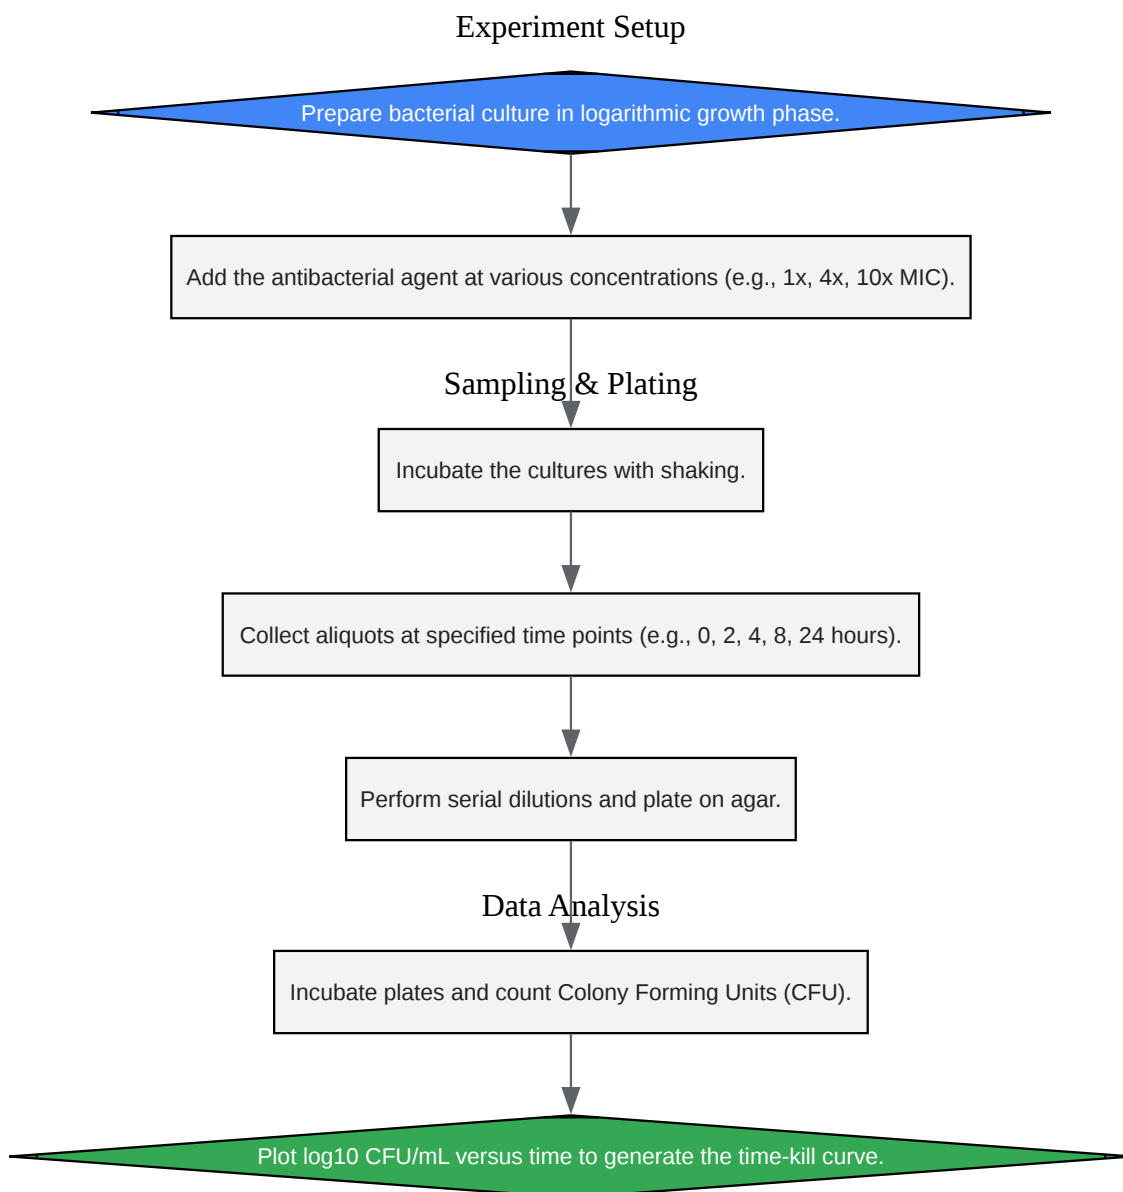 Experiment Setup
Prepare bacterial culture in logarithmic growth phase.
Add the antibacterial agent at various concentrations (e.g., 1x, 4x, 10x MIC).
Sampling & Plating
Incubate the cultures with shaking.
Collect aliquots at specified time points (e.g., 0, 2, 4, 8, 24 hours).
Perform serial dilutions and plate on agar.
Data Analysis
Incubate plates and count Colony Forming Units (CFU).
Plot log10 CFU/mL versus time to generate the time-kill curve.